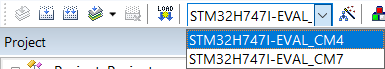 LOAD
STM32H747I-EVAL_
STM32H747I-EVAL_CM4
Project
STM32H747I-EVAL_CM7